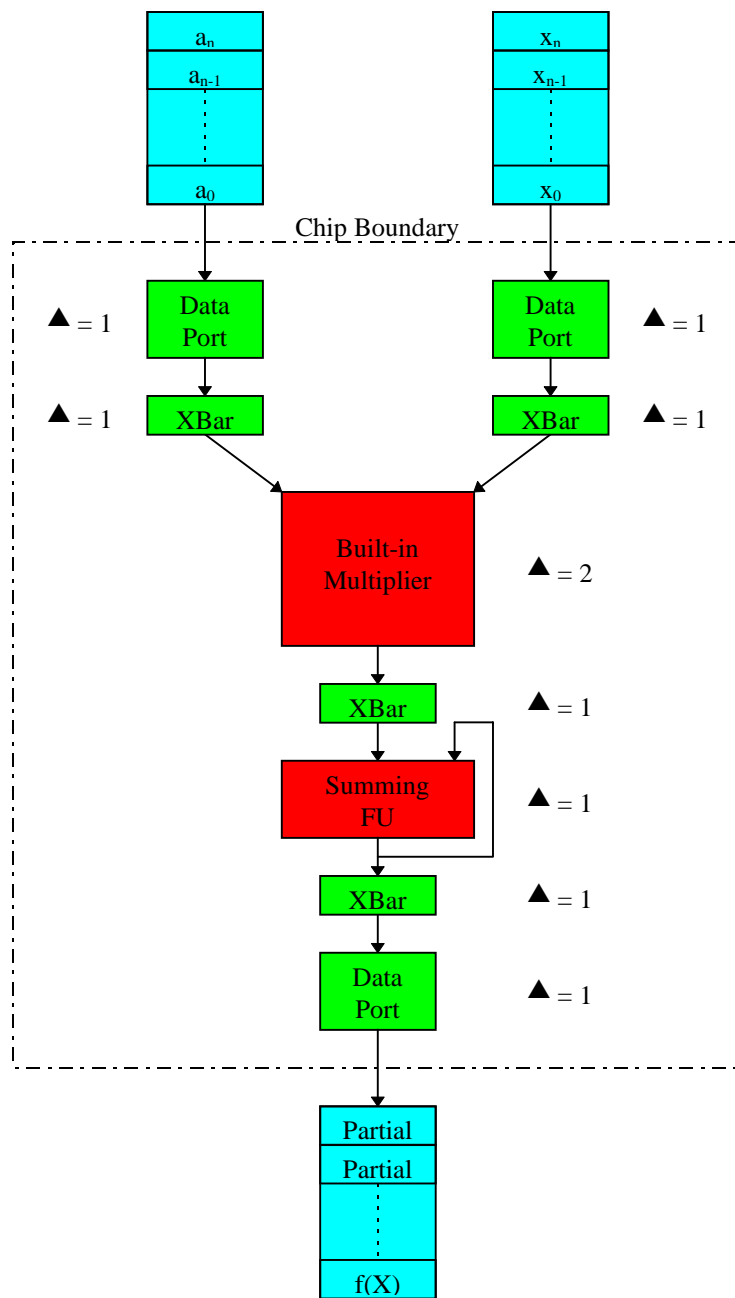 aₙ xₙ
aₙ₋₁ xₙ₋₁
a₀ x₀
Chip Boundary
▲ = 1 Data Port Data Port ▲ = 1
▲ = 1 XBar XBar ▲ = 1
Built-in
Multiplier
▲ = 2
XBar ▲ = 1
Summing
FU
▲ = 1
XBar ▲ = 1
Data
Port
▲ = 1
Partial
Partial
f(X)